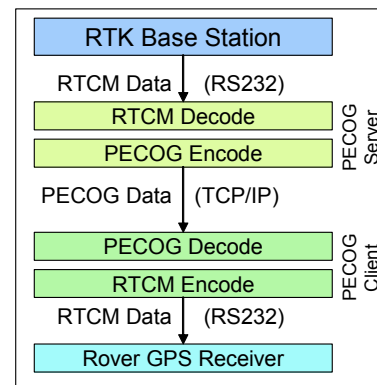 RTK Base Station
RTCM Data (RS232)
RTCM Decode
PECOG Encode
PECOG
Server
PECOG Data (TCP/IP)
PECOG Decode
RTCM Encode
PECOG
Client
RTCM Data (RS232)
Rover GPS Receiver